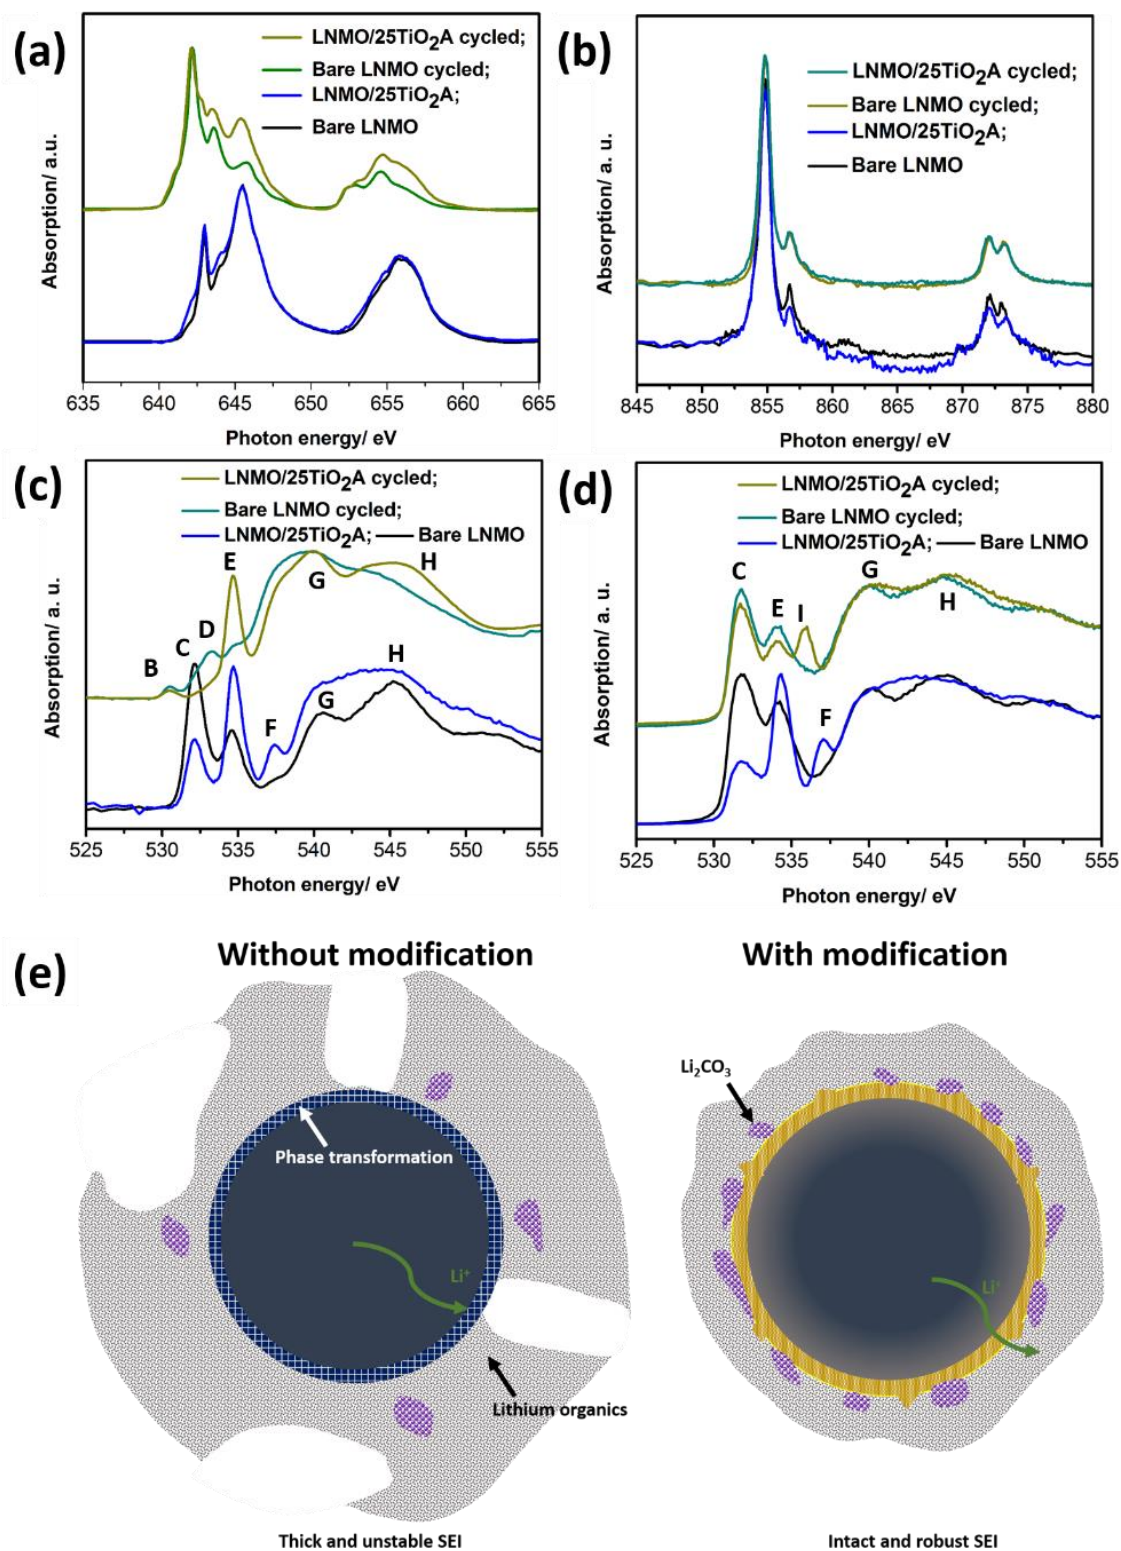 (a)
LNMO/25TiO2A cycled;
Bare LNMO cycled;
LNMO/25TiO2A;
Bare LNMO
Absorption/ a.u.
635 640 645 650 655 660 665
Photon energy/ eV
(b)
LNMO/25TiO2A cycled;
Bare LNMO cycled;
LNMO/25TiO2A;
Bare LNMO
Absorption/ a. u.
845 850 855 860 865 870 875 880
Photon energy/ eV
(c)
LNMO/25TiO2A cycled;
Bare LNMO cycled;
LNMO/25TiO2A; Bare LNMO
B
C
D
E
F
G
H
G
H
Absorption/ a. u.
525 530 535 540 545 550 555
Photon energy/ eV
(d)
LNMO/25TiO2A cycled;
Bare LNMO cycled;
LNMO/25TiO2A; Bare LNMO
C
E
I
G
H
F
Absorption/ a. u.
525 530 535 540 545 550 555
Photon energy/ eV
(e)
Without modification
Phase transformation
Li+
Lithium organics
Thick and unstable SEI
With modification
Li2CO3
Li+
Intact and robust SEI